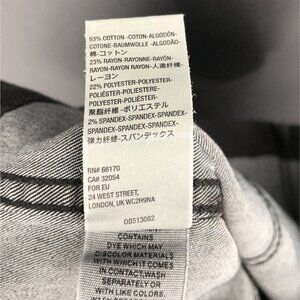 53% COTTON -COTON-ALGODÓN-
COTONE-BAUMWOLLE -ALGODÃO-
棉-コットン
23% RAYON-RAYONNE-RAYÓN-
RAYON-RAYON-RAYON-人造纤维-
レーヨン
22% POLYESTER-POLYESTER-
POLIÉSTER-POLIESTERE-
POLYESTER-POLIÉSTER-
聚酯纤维-ポリエステル
2% SPANDEX-SPANDEX-SPANDEX-
SPANDEX-SPANDEX-SPANDEX-
弹力纤维-スパンデックス
RN# 66170
CA# 32054
FOR EU
24 WEST STREET,
LONDON, UK WC2H9NA
OB513082
CONTAINS
DYE WHICH MAY
DISCOLOR MATERIALS
WITH WHICH IT COMES
IN CONTACT,WASH
SEPARATELY OR
WITH LIKE COLORS.